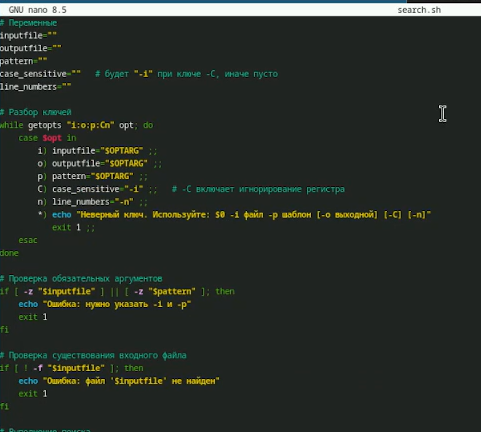 GNU nano 8.5 search.sh
# Переменные
inputfile=""
outputfile=""
pattern=""
case_sensitive="" # будет "-i" при ключе -C, иначе пусто
line_numbers=""
# Разбор ключей
while getopts "i:o:p:Cn" opt; do
case $opt in
i) inputfile="$OPTARG" ;;
o) outputfile="$OPTARG" ;;
p) pattern="$OPTARG" ;;
C) case_sensitive="-i" ;; # -C включает игнорирование регистра
n) line_numbers="-n" ;;
*) echo "Неверный ключ. Используйте: $0 -i файл -p шаблон [-o выходной] [-C] [-n]"
exit 1 ;;
esac
done
# Проверка обязательных аргументов
if [ -z "$inputfile" ] || [ -z "$pattern" ]; then
echo "Ошибка: нужно указать -i и -p"
exit 1
fi
# Проверка существования входного файла
if [ ! -f "$inputfile" ]; then
echo "Ошибка: файл '$inputfile' не найден"
exit 1
fi
# Выполнение поиска